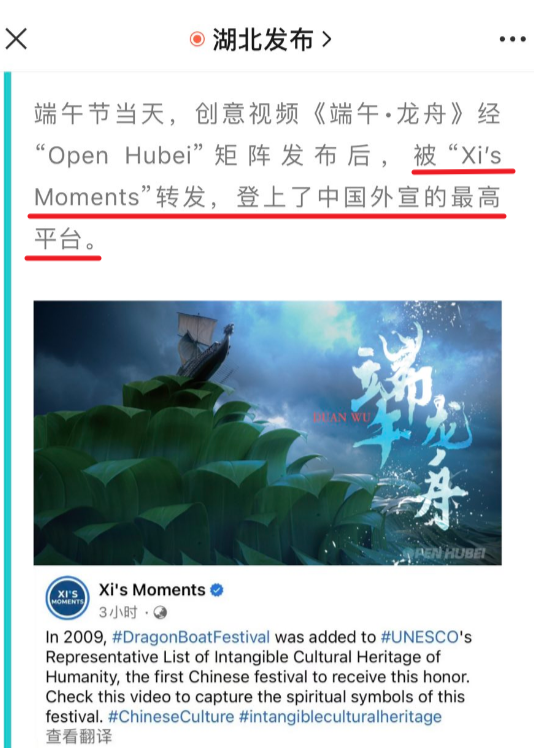 湖北发布
端午节当天，创意视频《端午·龙舟》经
“Open Hubei”矩阵发布后，被“Xi's
Moments”转发，登上了中国外宣的最高
平台。
端午龙舟
DUAN WU
OPEN HUBEI
XI'S
MOMENTS
Xi's Moments
3小时 ·
In 2009, #DragonBoatFestival was added to #UNESCO's
Representative List of Intangible Cultural Heritage of
Humanity, the first Chinese festival to receive this honor.
Check this video to capture the spiritual symbols of this
festival. #ChineseCulture #intangibleculturalheritage
查看翻译